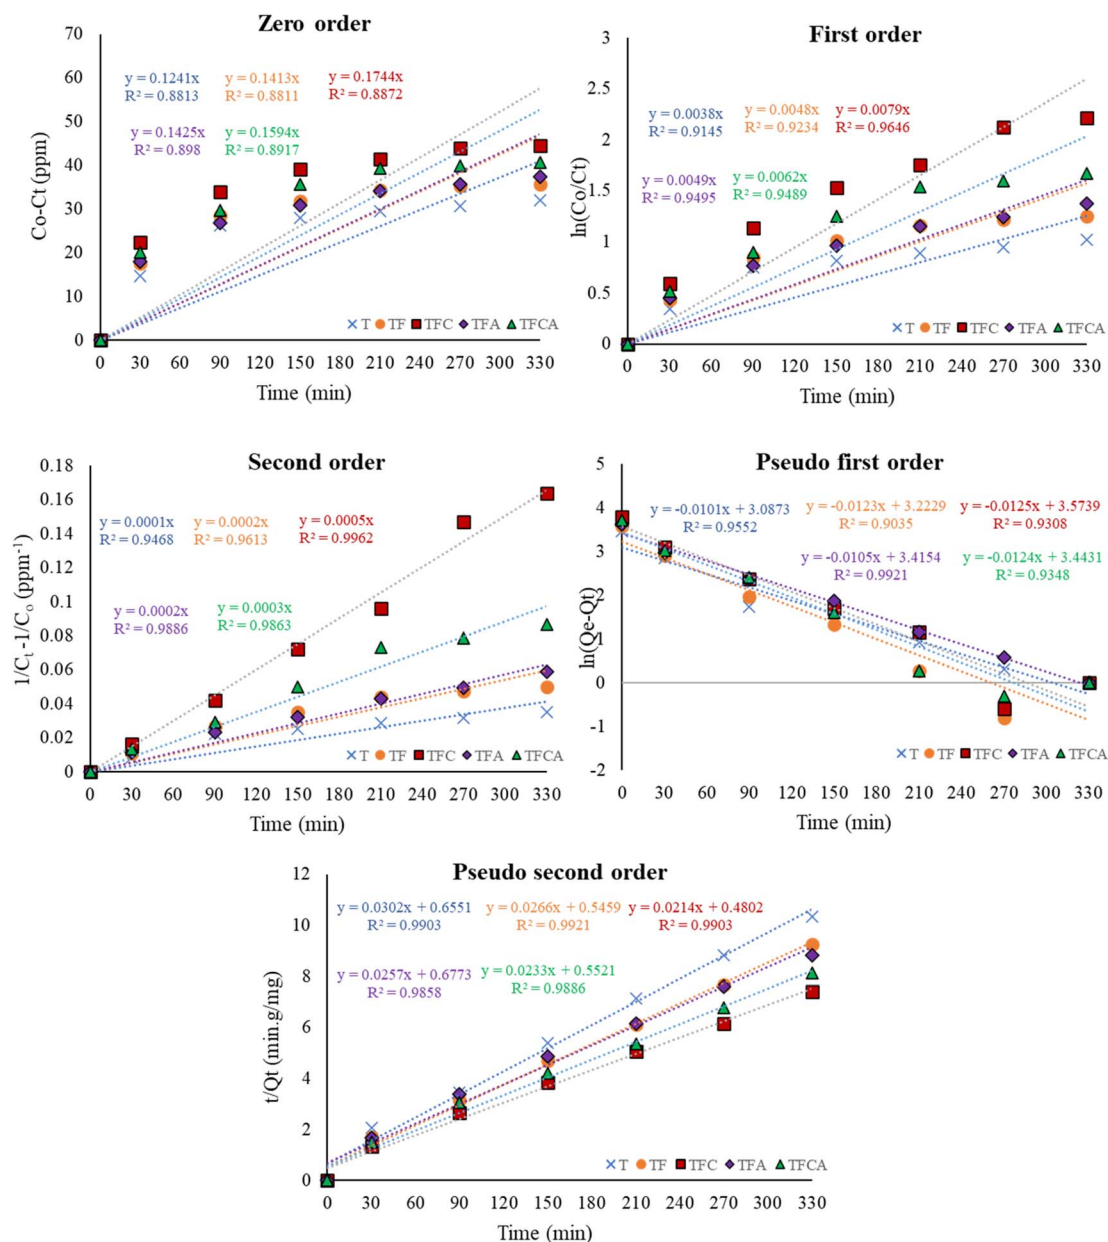 Zero order
70
60
50
40
30
20
10
0
Co-Ct (ppm)
y = 0.1241x
R² = 0.8813
y = 0.1413x
R² = 0.8811
y = 0.1744x
R² = 0.8872
y = 0.1425x
R² = 0.898
y = 0.1594x
R² = 0.8917
T TF TFC TFA TFCA
0 30 60 90 120 150 180 210 240 270 300 330
Time (min)
First order
3
2.5
2
1.5
1
0.5
0
ln(Co/Ct)
y = 0.0038x
R² = 0.9145
y = 0.0048x
R² = 0.9234
y = 0.0079x
R² = 0.9646
y = 0.0049x
R² = 0.9495
y = 0.0062x
R² = 0.9489
T TF TFC TFA TFCA
0 30 60 90 120 150 180 210 240 270 300 330
Time (min)
Second order
0.18
0.16
0.14
0.12
0.1
0.08
0.06
0.04
0.02
0
1/Cₜ -1/Cₒ (ppm⁻¹)
y = 0.0001x
R² = 0.9468
y = 0.0002x
R² = 0.9613
y = 0.0005x
R² = 0.9962
y = 0.0002x
R² = 0.9886
y = 0.0003x
R² = 0.9863
T TF TFC TFA TFCA
0 30 60 90 120 150 180 210 240 270 300 330
Time (min)
Pseudo first order
5
4
3
2
1
0
-1
-2
ln(Qe-Qt)
y = -0.0101x + 3.0873
R² = 0.9552
y = -0.0123x + 3.2229
R² = 0.9035
y = -0.0125x + 3.5739
R² = 0.9308
y = -0.0105x + 3.4154
R² = 0.9921
y = -0.0124x + 3.4431
R² = 0.9348
T TF TFC TFA TFCA
0 30 60 90 120 150 180 210 240 270 300 330
Time (min)
Pseudo second order
12
10
8
6
4
2
0
t/Qt (min.g/mg)
y = 0.0302x + 0.6551
R² = 0.9903
y = 0.0266x + 0.5459
R² = 0.9921
y = 0.0214x + 0.4802
R² = 0.9903
y = 0.0257x + 0.6773
R² = 0.9858
y = 0.0233x + 0.5521
R² = 0.9886
T TF TFC TFA TFCA
0 30 60 90 120 150 180 210 240 270 300 330
Time (min)